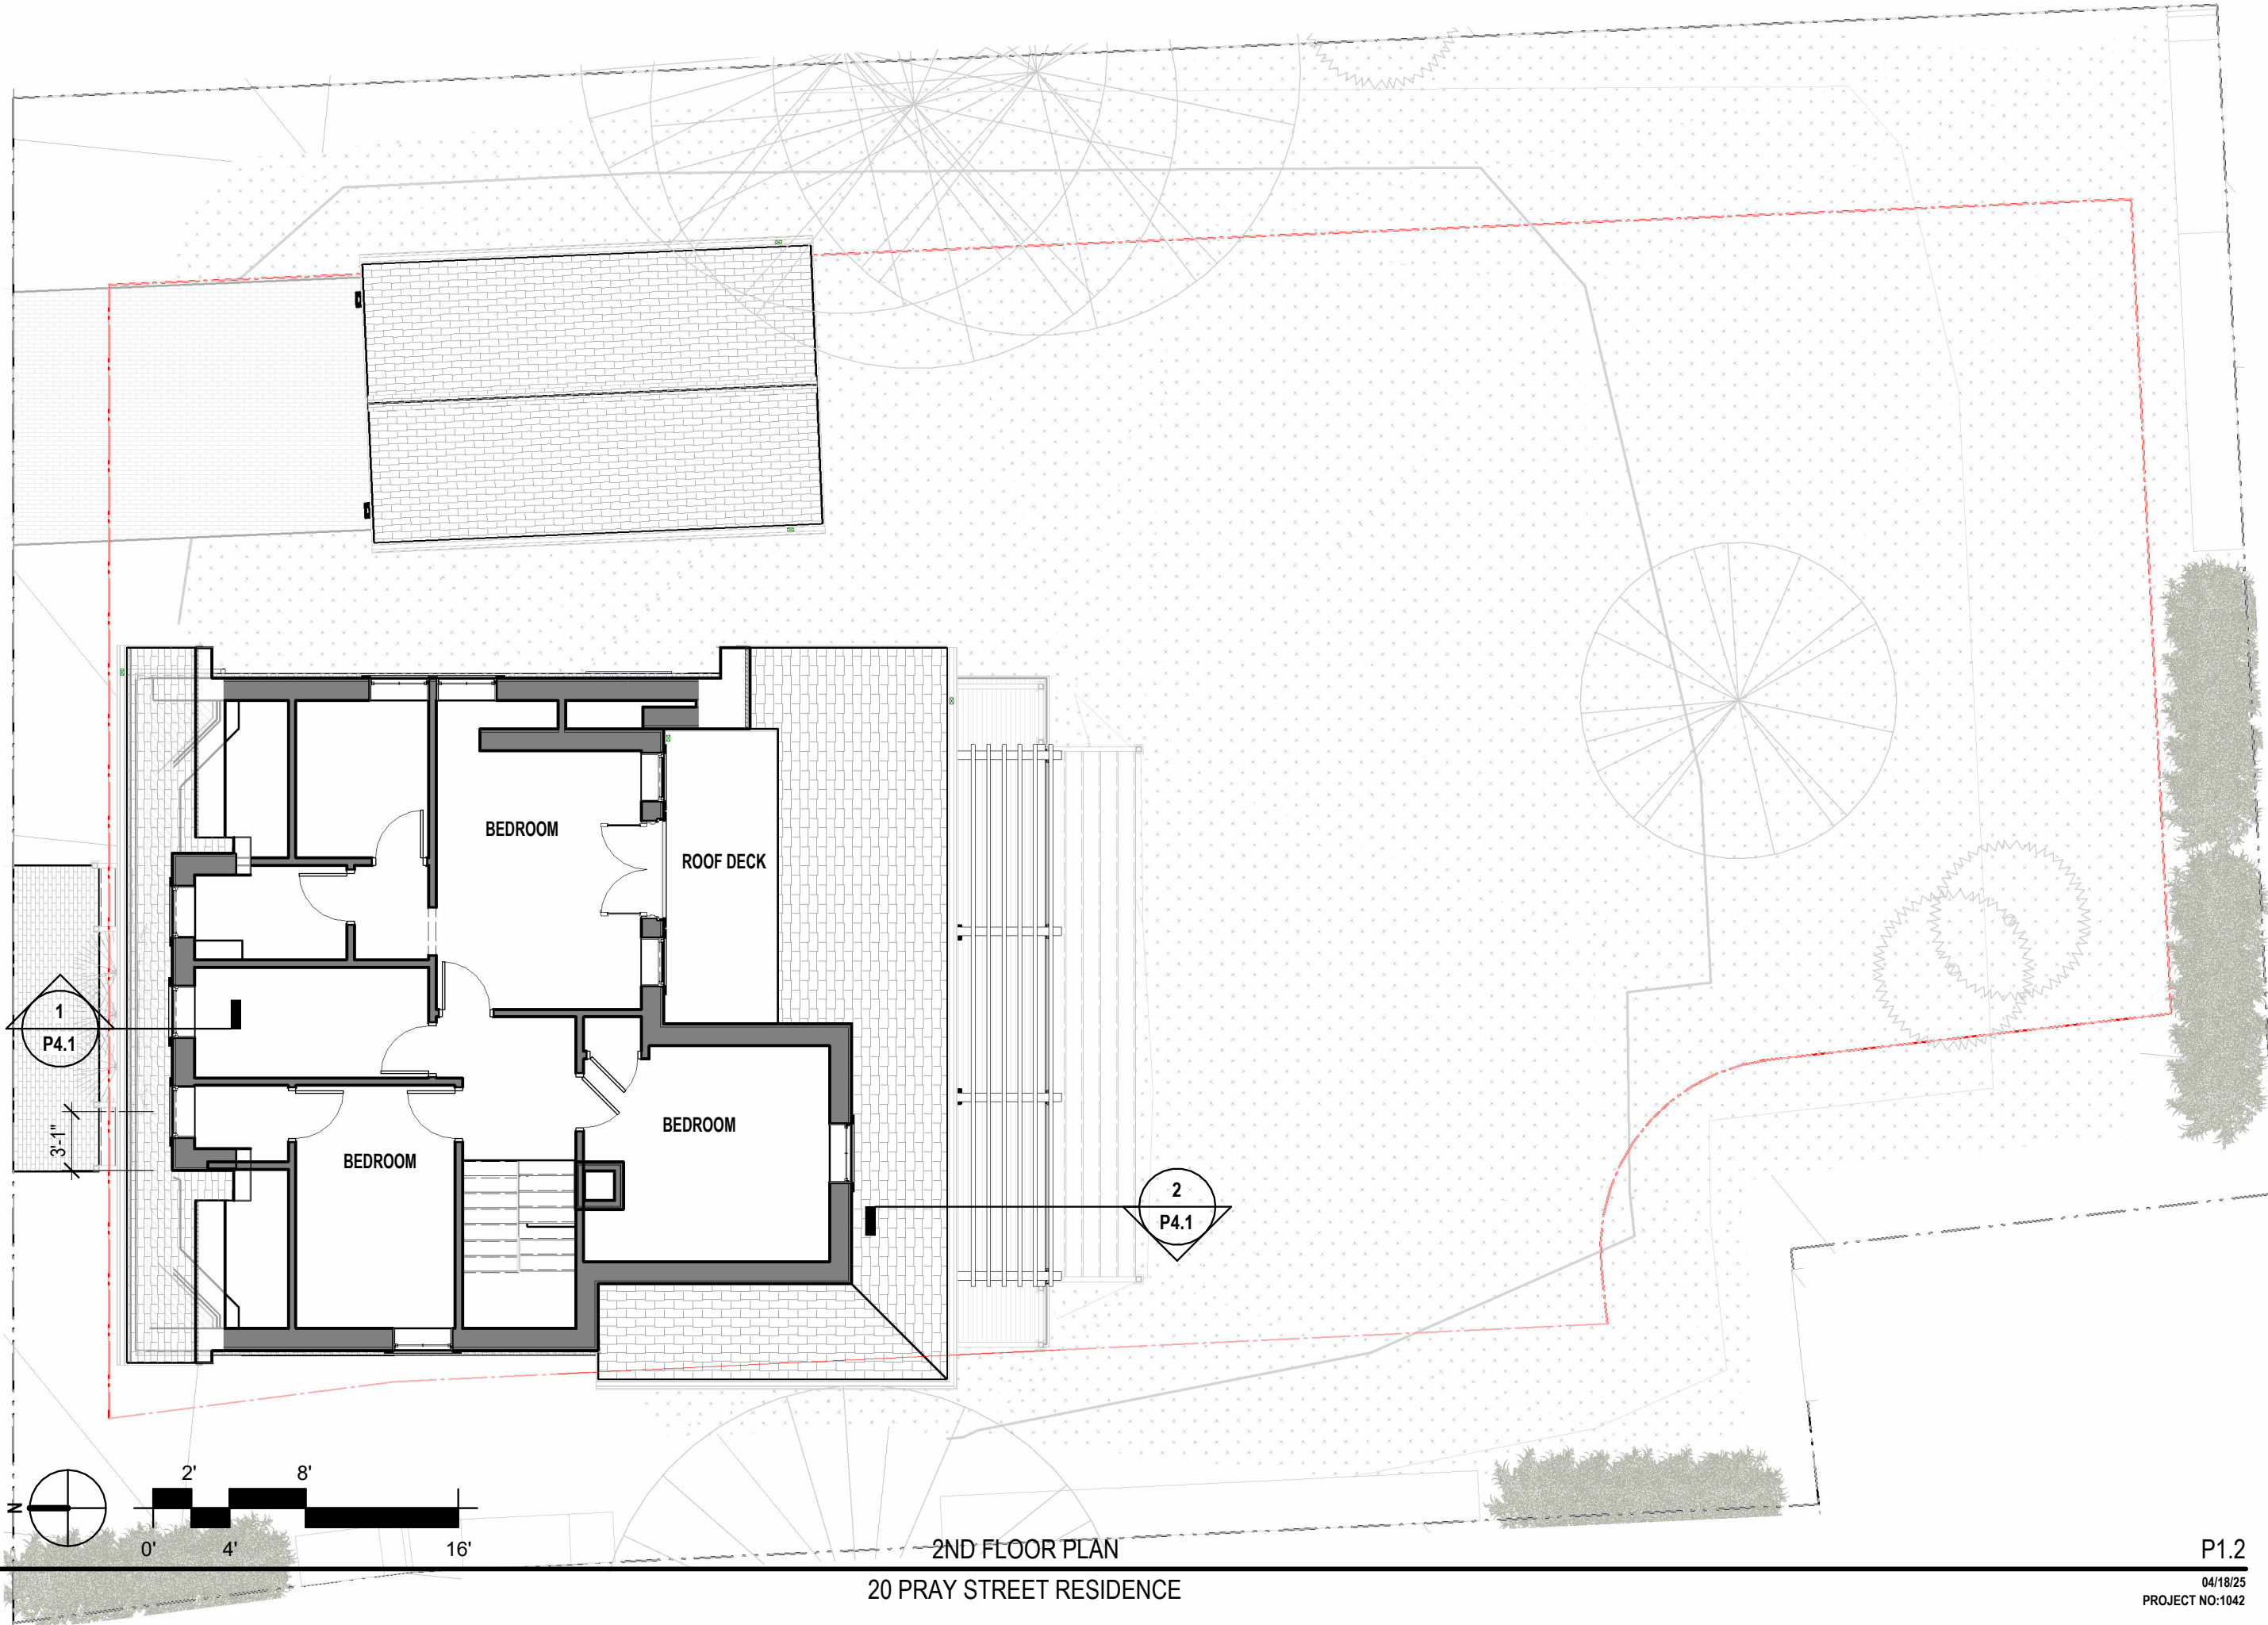 BEDROOM
ROOF DECK
1
P4.1
BEDROOM
3'-1"
BEDROOM
2
P4.1
N
2'
8'
0'
4'
16'
2ND FLOOR PLAN
P1.2
20 PRAY STREET RESIDENCE
04/18/25
PROJECT NO:1042